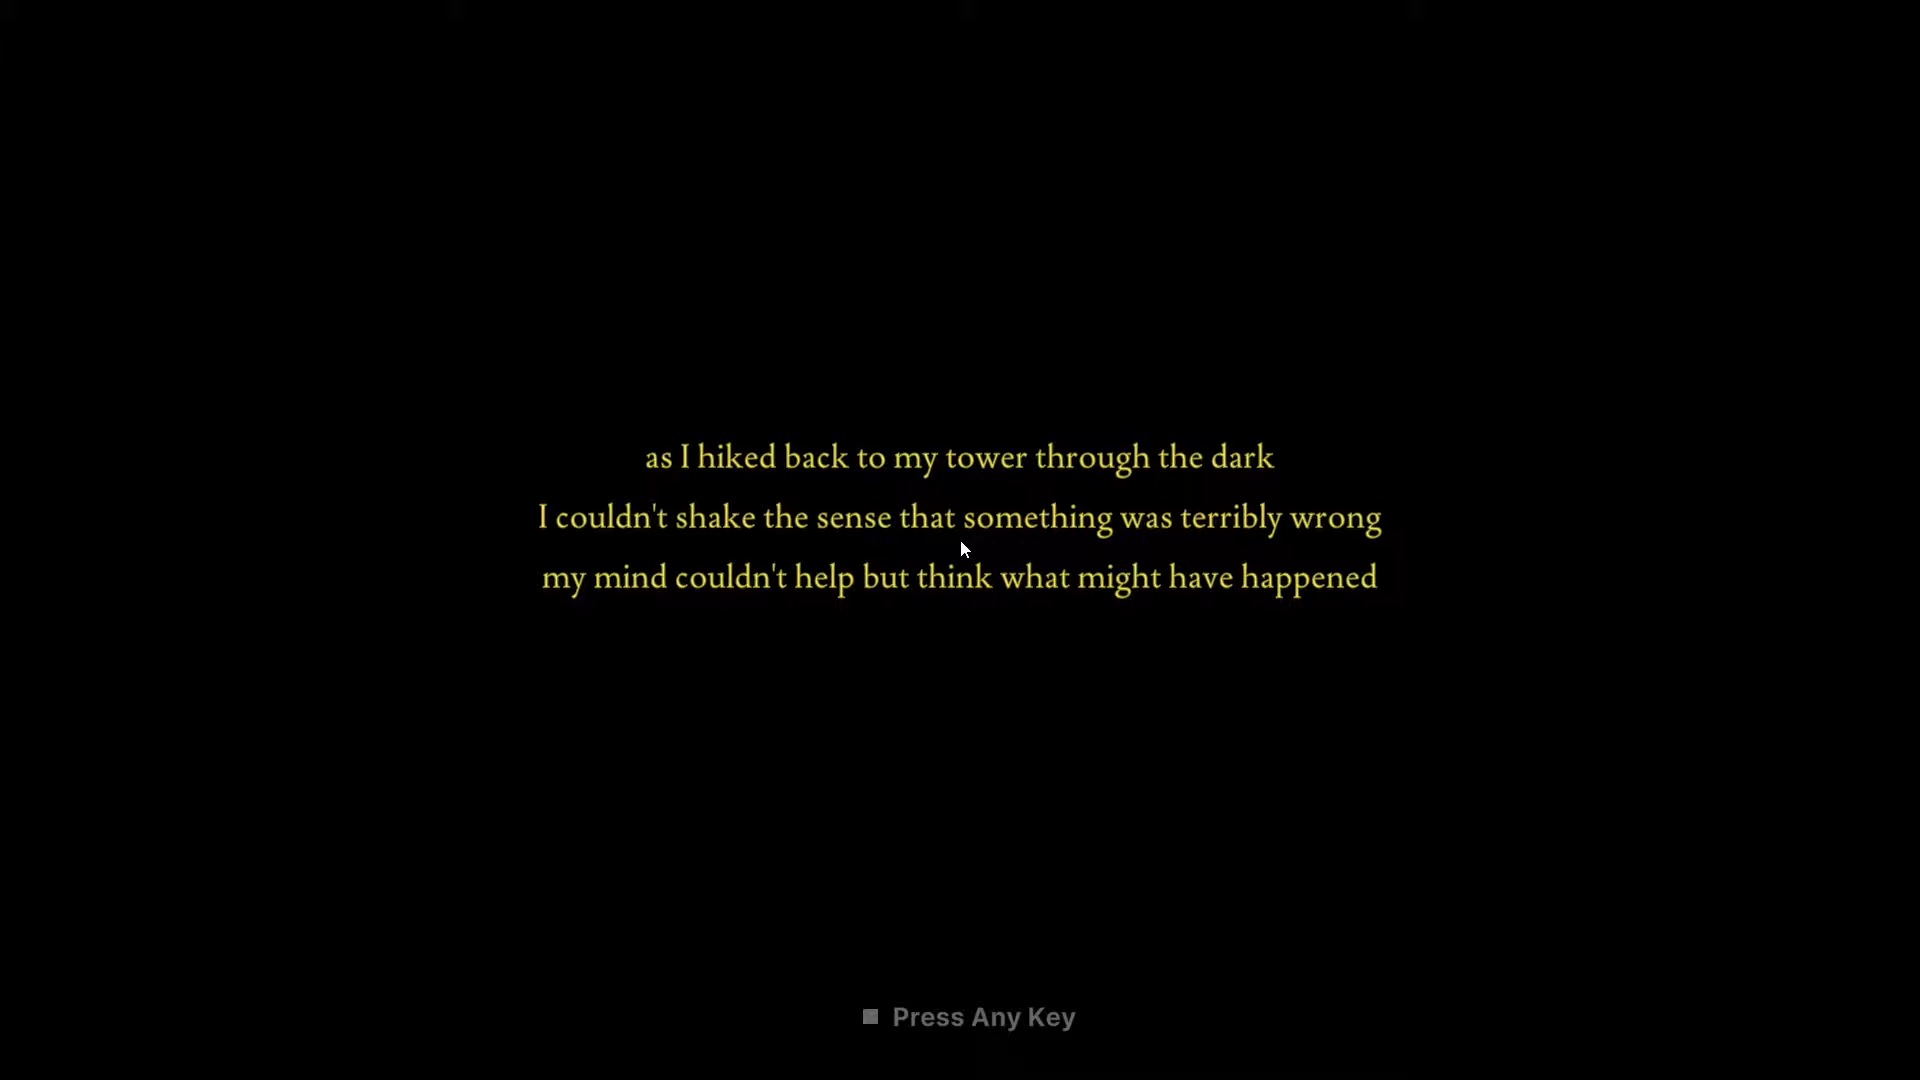 as I hiked back to my tower through the dark
I couldn't shake the sense that something was terribly wrong
my mind couldn't help but think what might have happened
Press Any Key